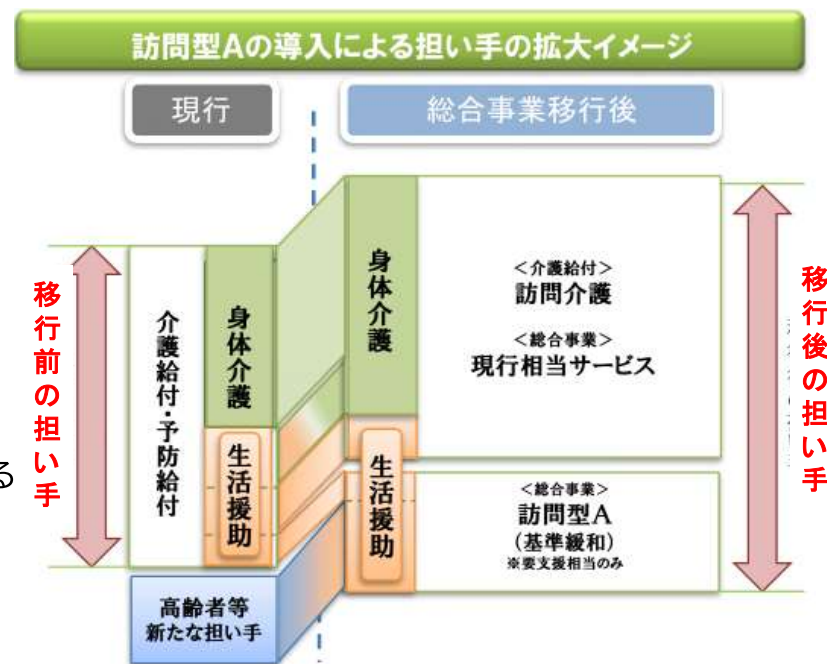 訪問型Aの導入による担い手の拡大イメージ
現行
総合事業移行後
移行前の担い手
介護給付・予防給付
身体介護
生活援助
高齢者等
新たな担い手
身体介護
生活援助
<介護給付>
訪問介護
<総合事業>
現行相当サービス
<総合事業>
訪問型A
(基準緩和)
※要支援相当のみ
移行後の担い手
る